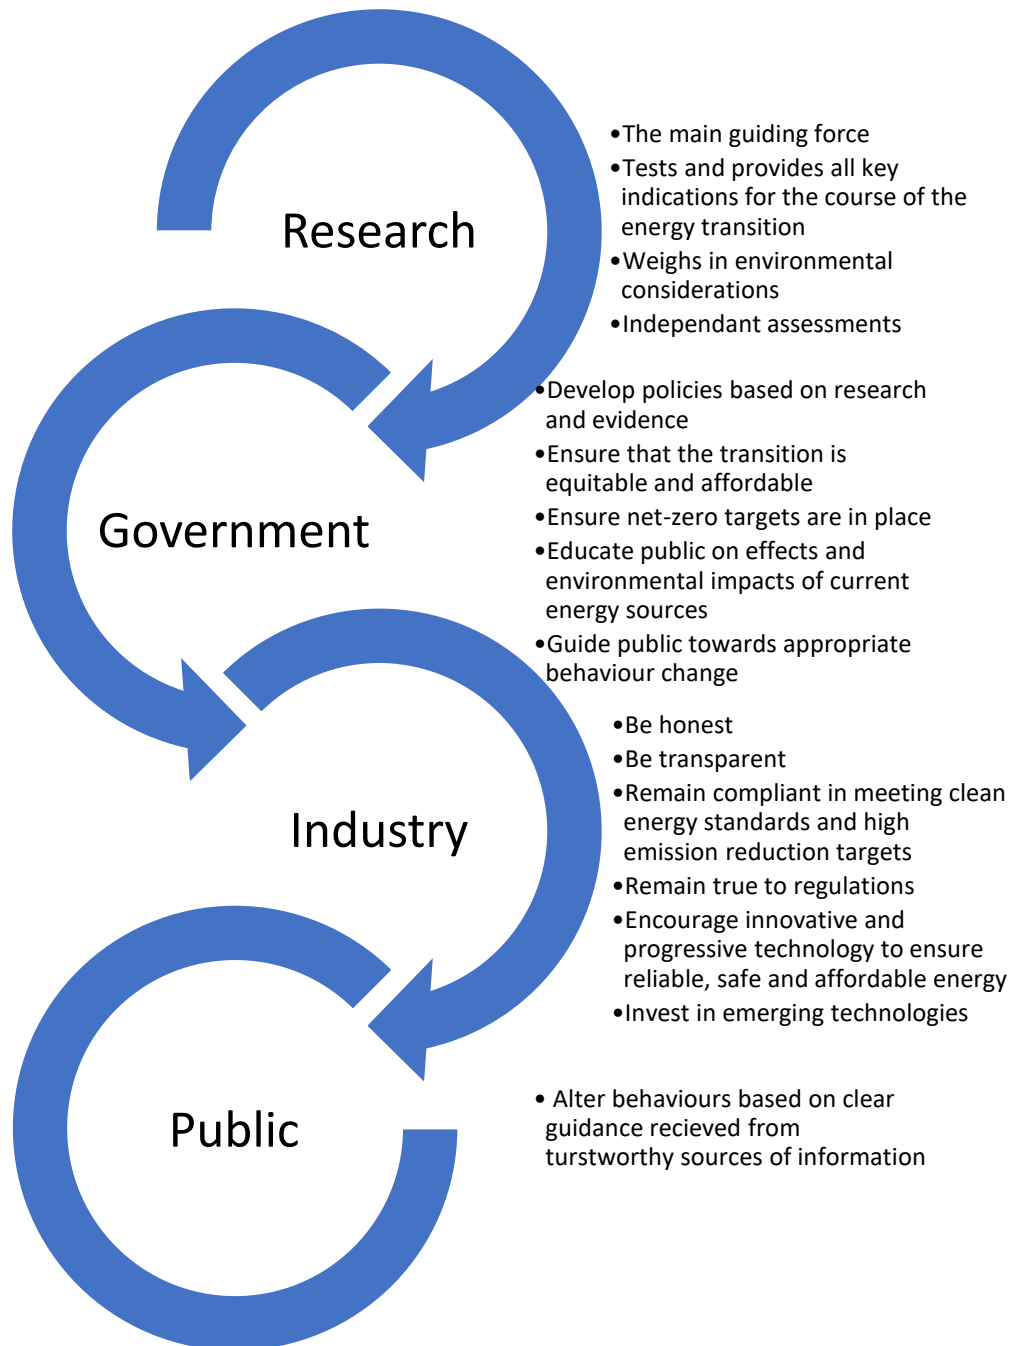 Research
•The main guiding force
•Tests and provides all key
indications for the course of the
energy transition
•Weighs in environmental
considerations
•Independant assessments
Government
•Develop policies based on research
and evidence
•Ensure that the transition is
equitable and affordable
•Ensure net-zero targets are in place
•Educate public on effects and
environmental impacts of current
energy sources
•Guide public towards appropriate
behaviour change
Industry
•Be honest
•Be transparent
•Remain compliant in meeting clean
energy standards and high
emission reduction targets
•Remain true to regulations
•Encourage innovative and
progressive technology to ensure
reliable, safe and affordable energy
•Invest in emerging technologies
Public
• Alter behaviours based on clear
guidance recieved from
turstworthy sources of information